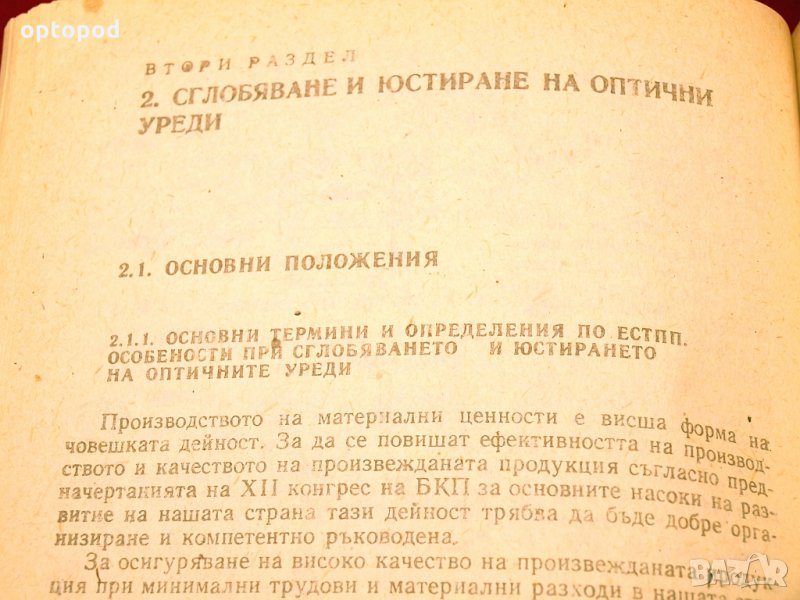 optopod
ВТОРИ РАЗДЕЛ
2. СГЛОБЯВАНЕ И ЮСТИРАНЕ НА ОПТИЧНИ
УРЕДИ
2.1. ОСНОВНИ ПОЛОЖЕНИЯ
2.1.1. ОСНОВНИ ТЕРМИНИ И ОПРЕДЕЛЕНИЯ ПО ЕСТПП.
ОСОБЕНОСТИ ПРИ СГЛОБЯВАНЕТО И ЮСТИРАНЕТО
НА ОПТИЧНИТЕ УРЕДИ
Производството на материални ценности е висша форма на
човешката дейност. За да се повишат ефективността на производ-
ството и качеството на произвежданата продукция съгласно пред-
начертанията на XII конгрес на БКП за основните насоки на раз-
витие на нашата страна тази дейност трябва да бъде добре орга-
низиране и компетентно ръководена.
За осигуряване на високо качество на произвежданата продук-
ция при минимални трудови и материални разходи в нашата
BAZAR